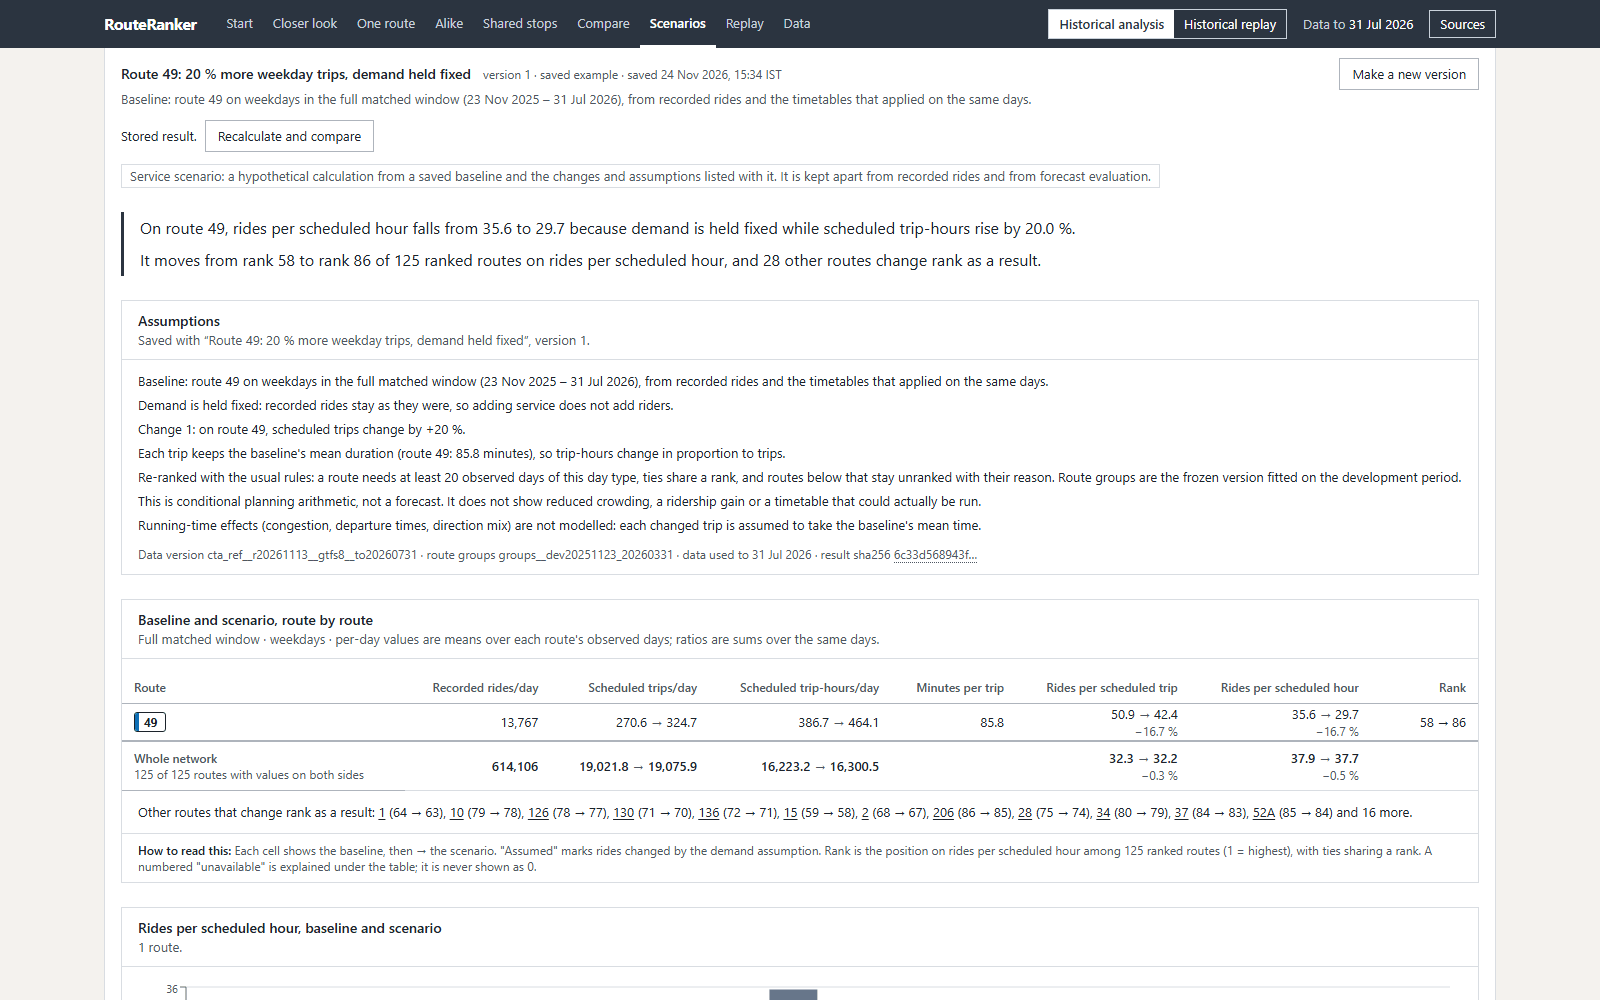 RouteRanker Start Closer look One route Alike Shared stops Compare Scenarios Replay Data Historical analysis Historical replay Data to 31 Jul 2026 Sources
Route 49: 20 % more weekday trips, demand held fixed version 1 · saved example · saved 24 Nov 2026, 15:34 IST Make a new version
Baseline: route 49 on weekdays in the full matched window (23 Nov 2025 – 31 Jul 2026), from recorded rides and the timetables that applied on the same days.
Stored result. Recalculate and compare
Service scenario: a hypothetical calculation from a saved baseline and the changes and assumptions listed with it. It is kept apart from recorded rides and from forecast evaluation.
On route 49, rides per scheduled hour falls from 35.6 to 29.7 because demand is held fixed while scheduled trip-hours rise by 20.0 %.
It moves from rank 58 to rank 86 of 125 ranked routes on rides per scheduled hour, and 28 other routes change rank as a result.
Assumptions
Saved with “Route 49: 20 % more weekday trips, demand held fixed”, version 1.
Baseline: route 49 on weekdays in the full matched window (23 Nov 2025 – 31 Jul 2026), from recorded rides and the timetables that applied on the same days.
Demand is held fixed: recorded rides stay as they were, so adding service does not add riders.
Change 1: on route 49, scheduled trips change by +20 %.
Each trip keeps the baseline's mean duration (route 49: 85.8 minutes), so trip-hours change in proportion to trips.
Re-ranked with the usual rules: a route needs at least 20 observed days of this day type, ties share a rank, and routes below that stay unranked with their reason. Route groups are the frozen version fitted on the development period.
This is conditional planning arithmetic, not a forecast. It does not show reduced crowding, a ridership gain or a timetable that could actually be run.
Running-time effects (congestion, departure times, direction mix) are not modelled: each changed trip is assumed to take the baseline's mean time.
Data version cta_ref__r20261113__gtfs8__to20260731 · route groups groups__dev20251123_20260331 · data used to 31 Jul 2026 · result sha256 6c33d568943f...
Baseline and scenario, route by route
Full matched window · weekdays · per-day values are means over each route's observed days; ratios are sums over the same days.
Route Recorded rides/day Scheduled trips/day Scheduled trip-hours/day Minutes per trip Rides per scheduled trip Rides per scheduled hour Rank
49 13,767 270.6 → 324.7 386.7 → 464.1 85.8 50.9 → 42.4 35.6 → 29.7 58 → 86
−16.7 % −16.7 %
Whole network 614,106 19,021.8 → 19,075.9 16,223.2 → 16,300.5 32.3 → 32.2 37.9 → 37.7
125 of 125 routes with values on both sides −0.3 % −0.5 %
Other routes that change rank as a result: 1 (64 → 63), 10 (79 → 78), 126 (78 → 77), 130 (71 → 70), 136 (72 → 71), 15 (59 → 58), 2 (68 → 67), 206 (86 → 85), 28 (75 → 74), 34 (80 → 79), 37 (84 → 83), 52A (85 → 84) and 16 more.
How to read this: Each cell shows the baseline, then → the scenario. "Assumed" marks rides changed by the demand assumption. Rank is the position on rides per scheduled hour among 125 ranked routes (1 = highest), with ties sharing a rank. A
numbered "unavailable" is explained under the table; it is never shown as 0.
Rides per scheduled hour, baseline and scenario
1 route.
36